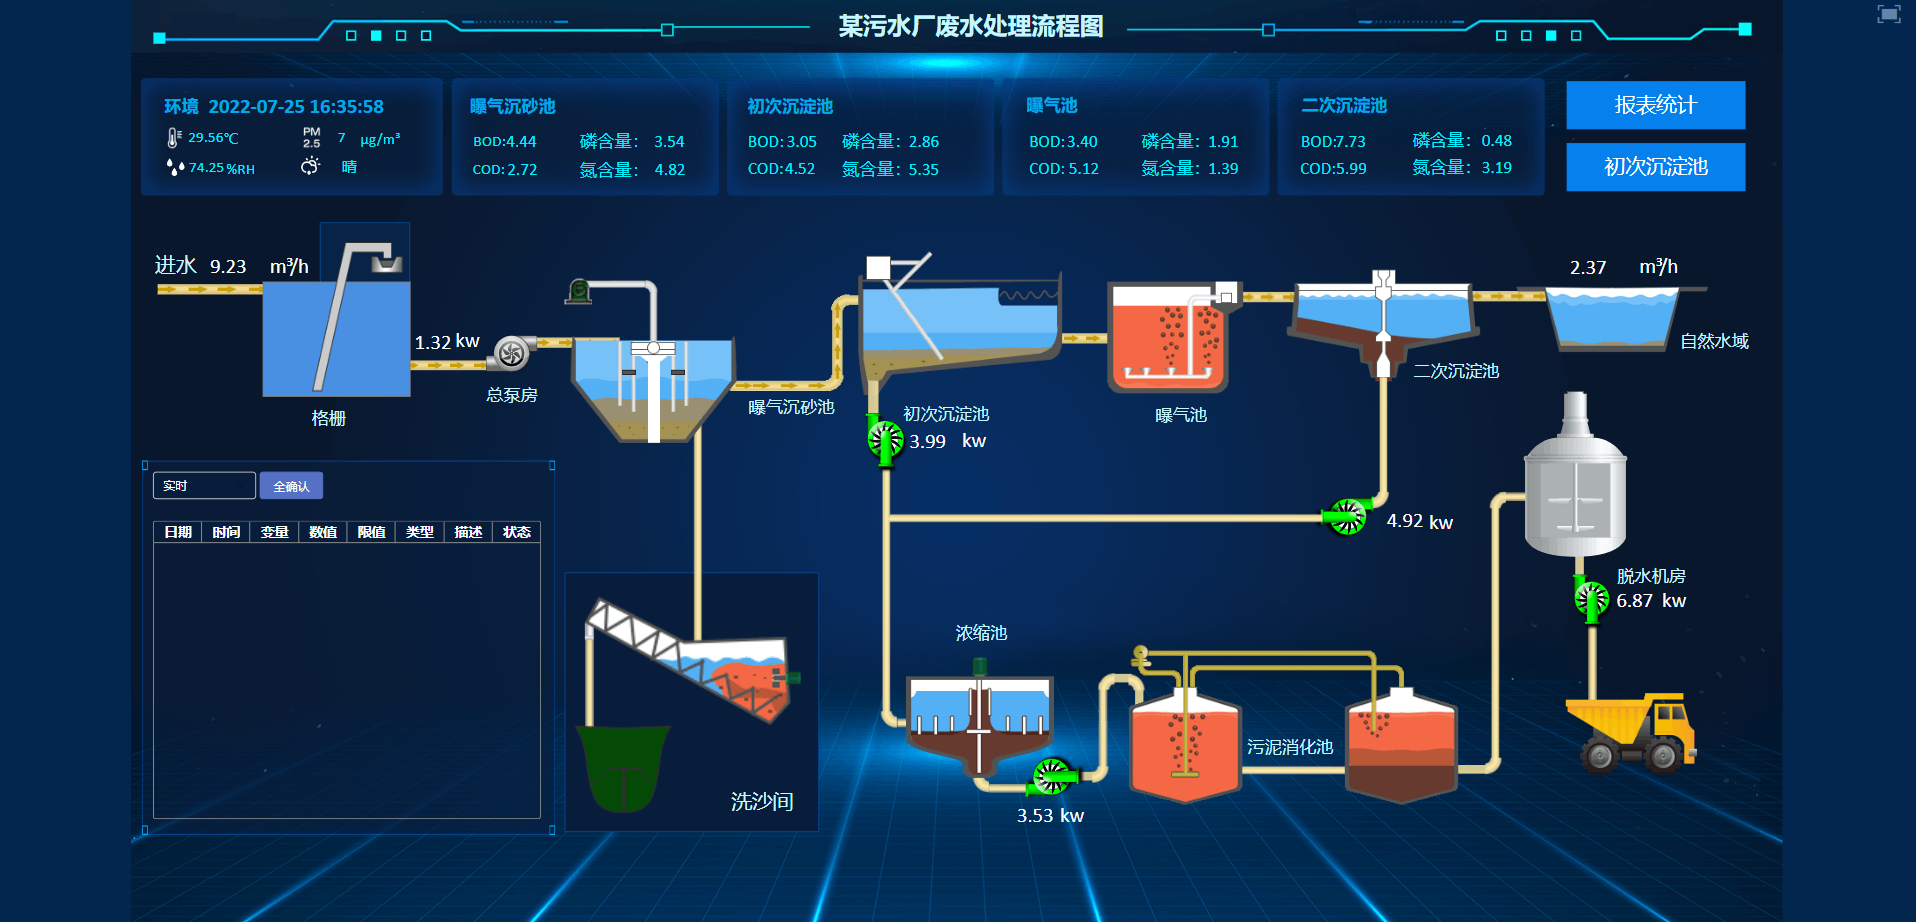 某污水厂废水处理流程图
环境 2022-07-25 16:35:58
29.56℃
PM 2.5 7 μg/m³
74.25%RH
晴
曝气沉砂池
BOD:4.44 磷含量: 3.54
COD:2.72 氮含量: 4.82
初次沉淀池
BOD:3.05 磷含量: 2.86
COD:4.52 氮含量: 5.35
曝气池
BOD:3.40 磷含量: 1.91
COD: 5.12 氮含量: 1.39
二次沉淀池
BOD:7.73 磷含量: 0.48
COD:5.99 氮含量: 3.19
报表统计
初次沉淀池
进水 9.23 m³/h
2.37 m³/h
1.32 kw
自然水域
总泵房
格栅
曝气沉砂池
初次沉淀池
3.99 kw
曝气池
二次沉淀池
4.92 kw
实时
全确认
日期 时间 变量 数值 限值 类型 描述 状态
脱水机房
6.87 kw
浓缩池
污泥消化池
洗沙间
3.53 kw